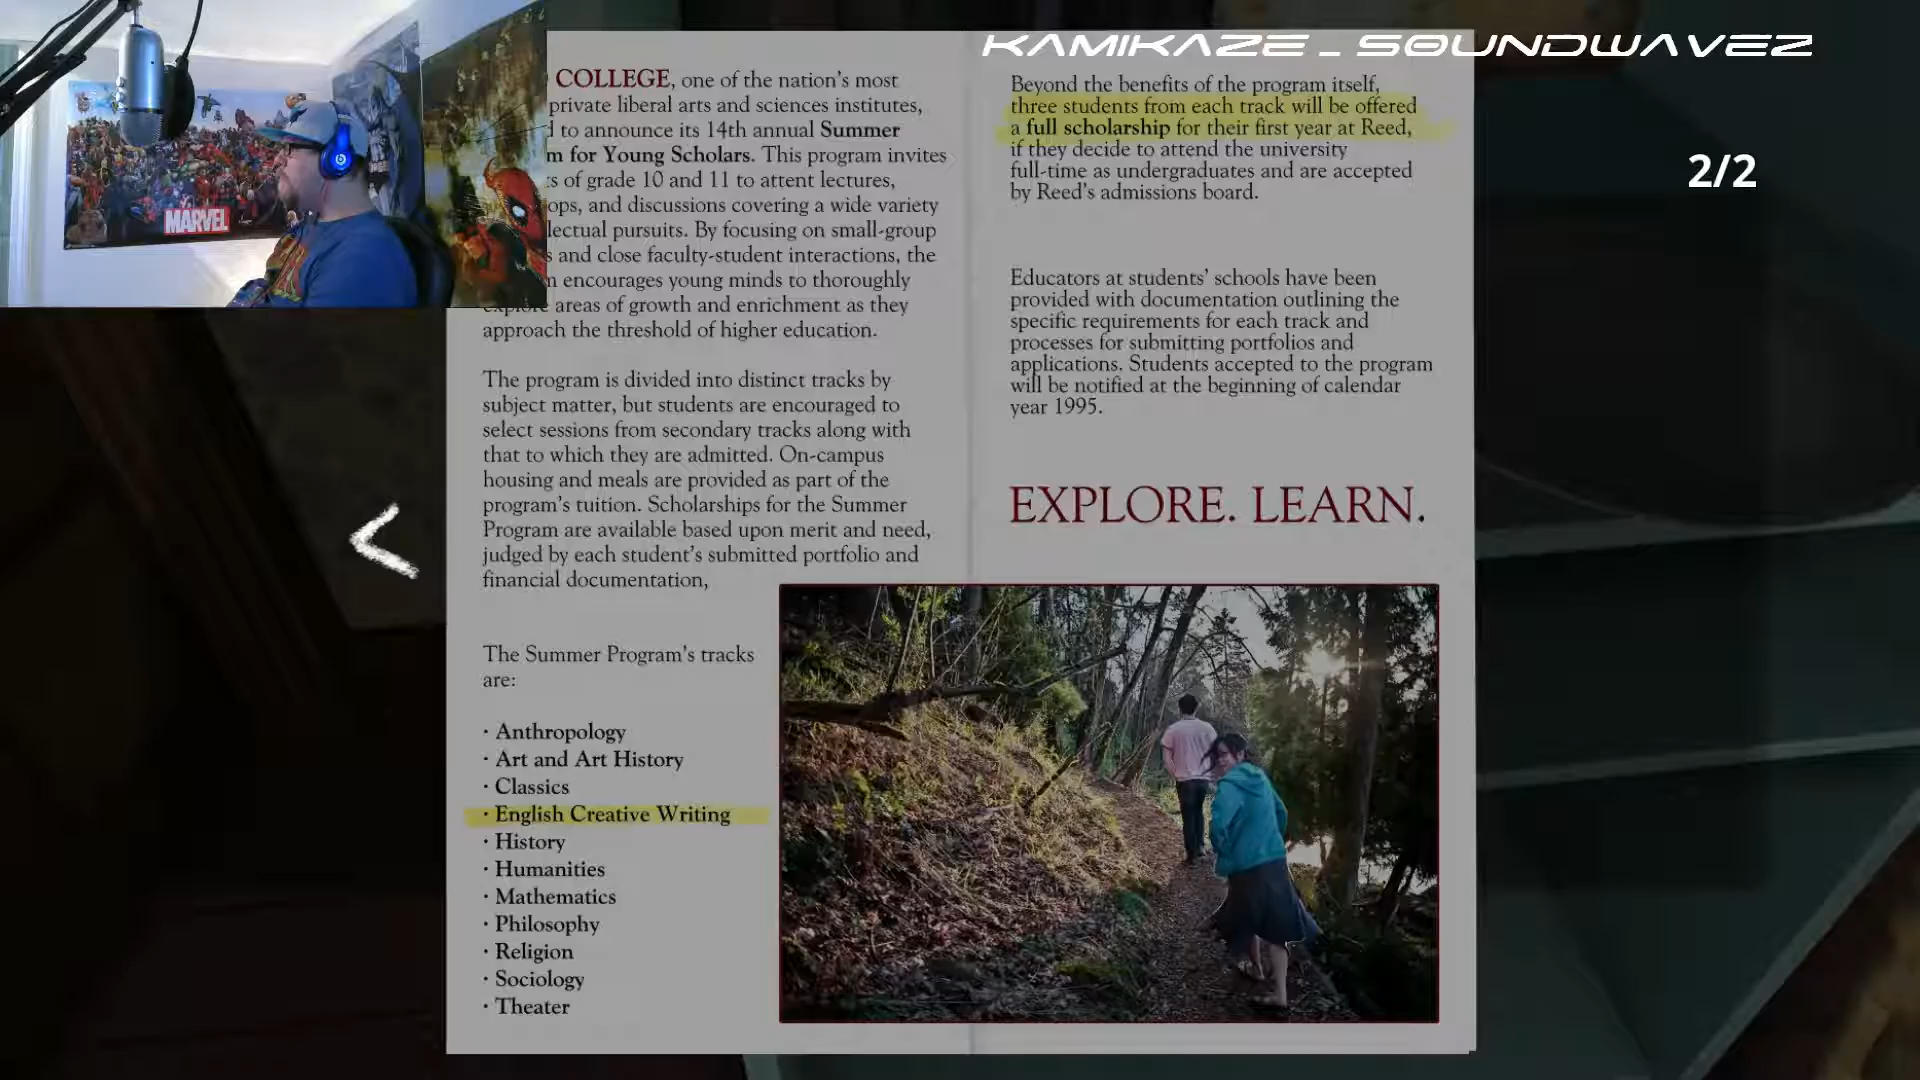 KAMIKAZE_SOUNDWAVEZ
MARVEL
2/2
COLLEGE, one of the nation's most
private liberal arts and sciences institutes,
to announce its 14th annual Summer
for Young Scholars. This program invites
of grade 10 and 11 to attent lectures,
and discussions covering a wide variety
pursuits. By focusing on small-group
and close faculty-student interactions, the
encourages young minds to thoroughly
explore areas of growth and enrichment as they
approach the threshold of higher education.
The program is divided into distinct tracks by
subject matter, but students are encouraged to
select sessions from secondary tracks along with
that to which they are admitted. On-campus
housing and meals are provided as part of the
program's tuition. Scholarships for the Summer
Program are available based upon merit and need,
judged by each student's submitted portfolio and
financial documentation,
The Summer Program's tracks
are:
· Anthropology
· Art and Art History
· Classics
· English Creative Writing
· History
· Humanities
· Mathematics
· Philosophy
· Religion
· Sociology
· Theater
Beyond the benefits of the program itself,
three students from each track will be offered
a full scholarship for their first year at Reed,
if they decide to attend the university
full-time as undergraduates and are accepted
by Reed's admissions board.
Educators at students' schools have been
provided with documentation outlining the
specific requirements for each track and
processes for submitting portfolios and
applications. Students accepted to the program
will be notified at the beginning of calendar
year 1995.
EXPLORE. LEARN.